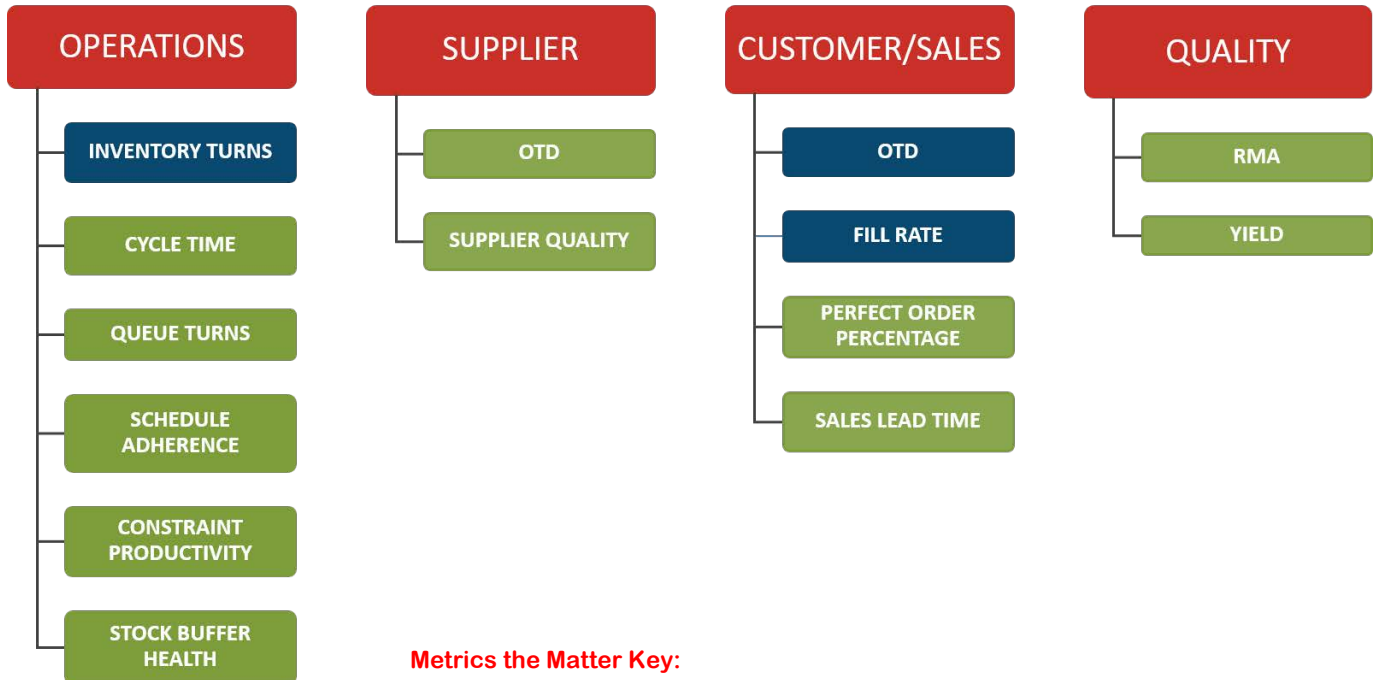 OPERATIONS
INVENTORY TURNS
CYCLE TIME
QUEUE TURNS
SCHEDULE
ADHERENCE
CONSTRAINT
PRODUCTIVITY
STOCK BUFFER
HEALTH
SUPPLIER
OTD
SUPPLIER QUALITY
CUSTOMER/SALES
OTD
FILL RATE
PERFECT ORDER
PERCENTAGE
SALES LEAD TIME
QUALITY
RMA
YIELD
Metrics the Matter Key: